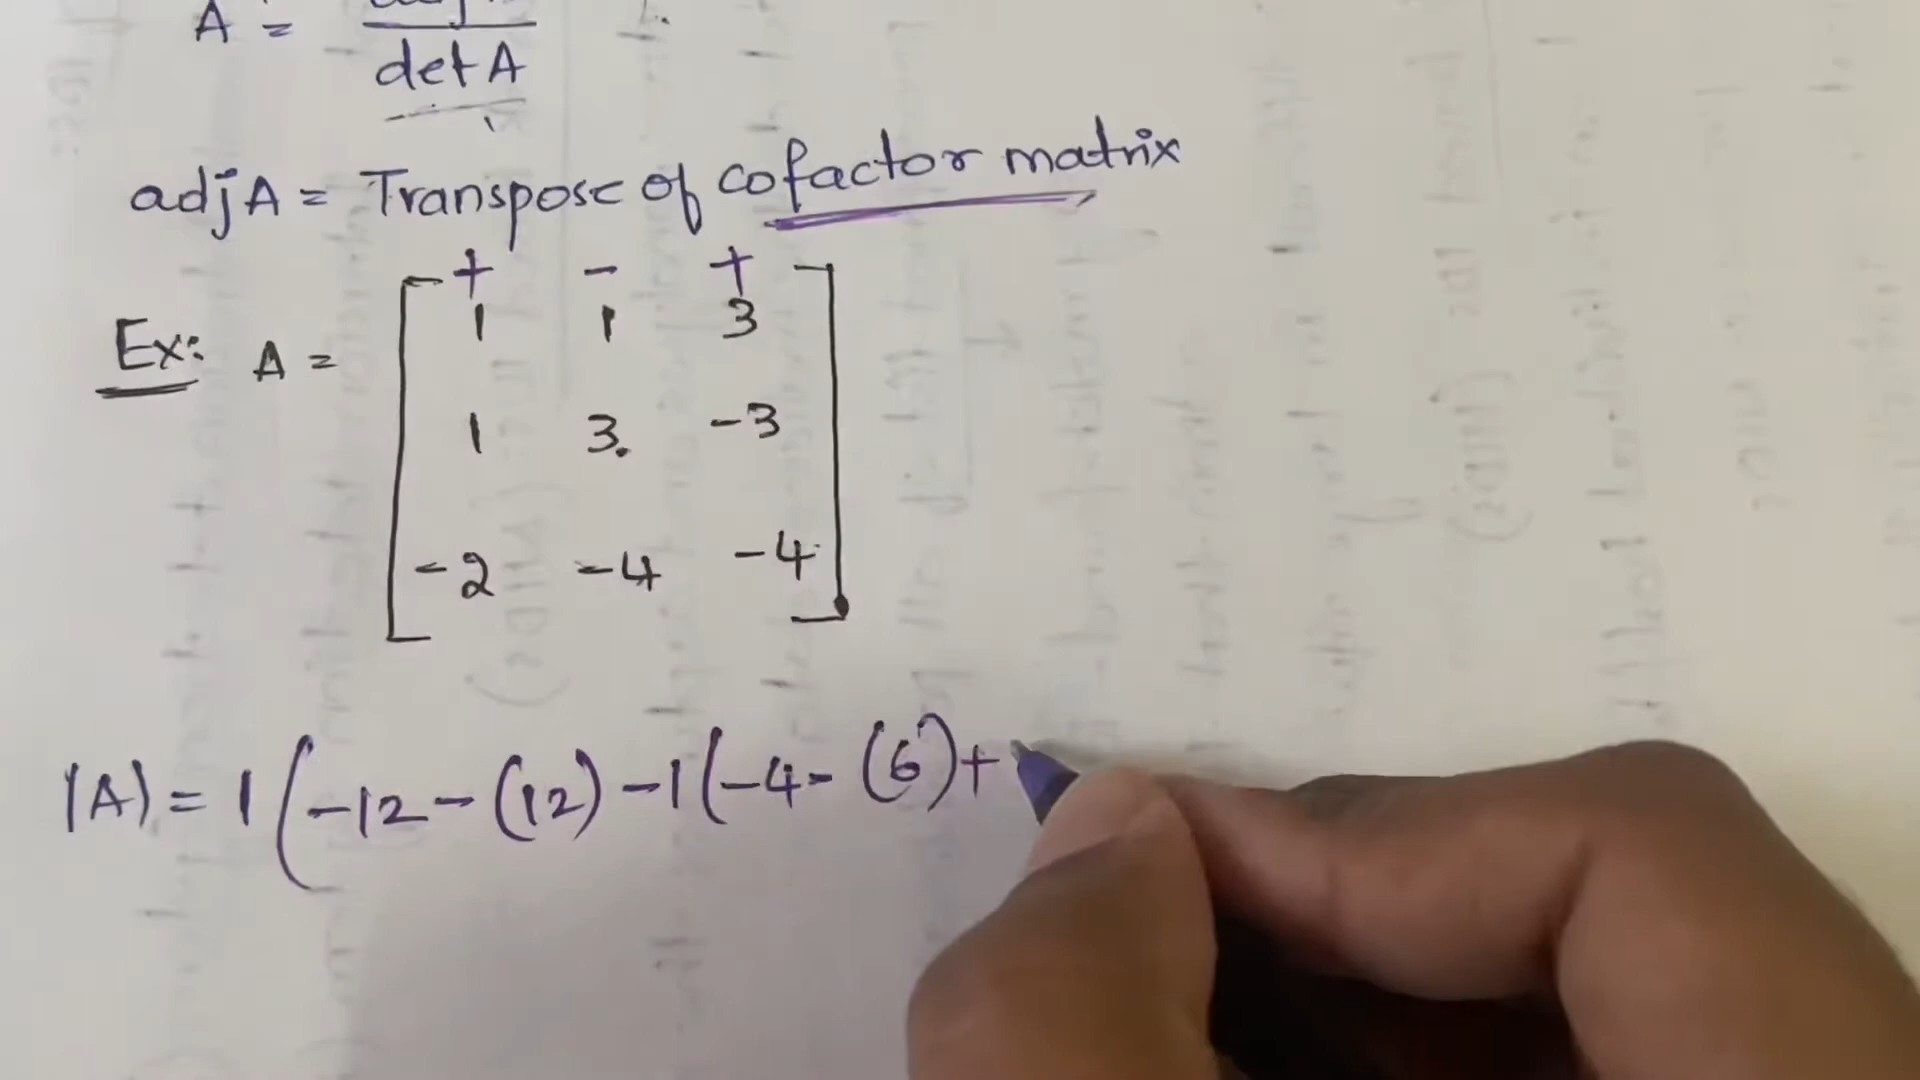 A =
det A
adj A = Transpose of cofactor matrix
+ - +
Ex: A = 1 1 3
1 3 -3
-2 -4 -4
|A| = 1 (-12 - (12) -1 (-4 - (6) +